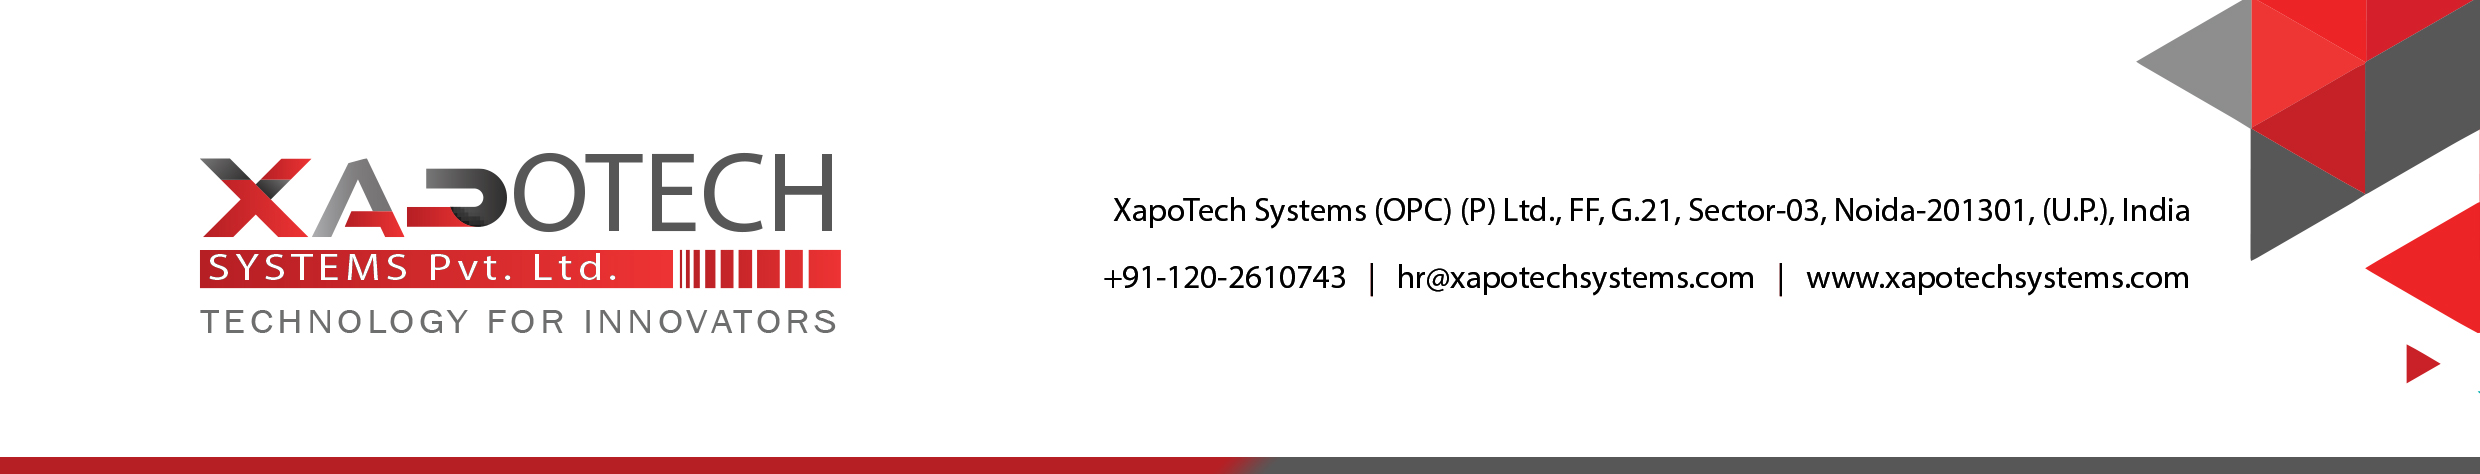 XAPOTECH
SYSTEMS Pvt. Ltd.
TECHNOLOGY FOR INNOVATORS
XapoTech Systems (OPC) (P) Ltd., FF, G.21, Sector-03, Noida-201301, (U.P.), India
+91-120-2610743 | hr@xapotechsystems.com | www.xapotechsystems.com